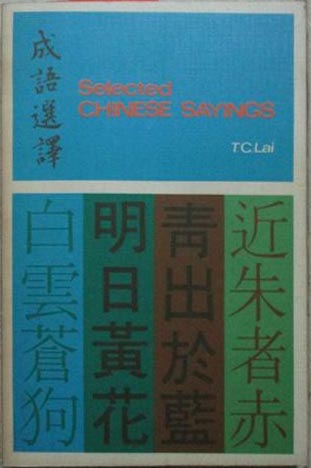 成語選譯
Selected
CHINESE SAYINGS
T.C.Lai
近朱者赤
青出於藍
明日黃花
白雲蒼狗